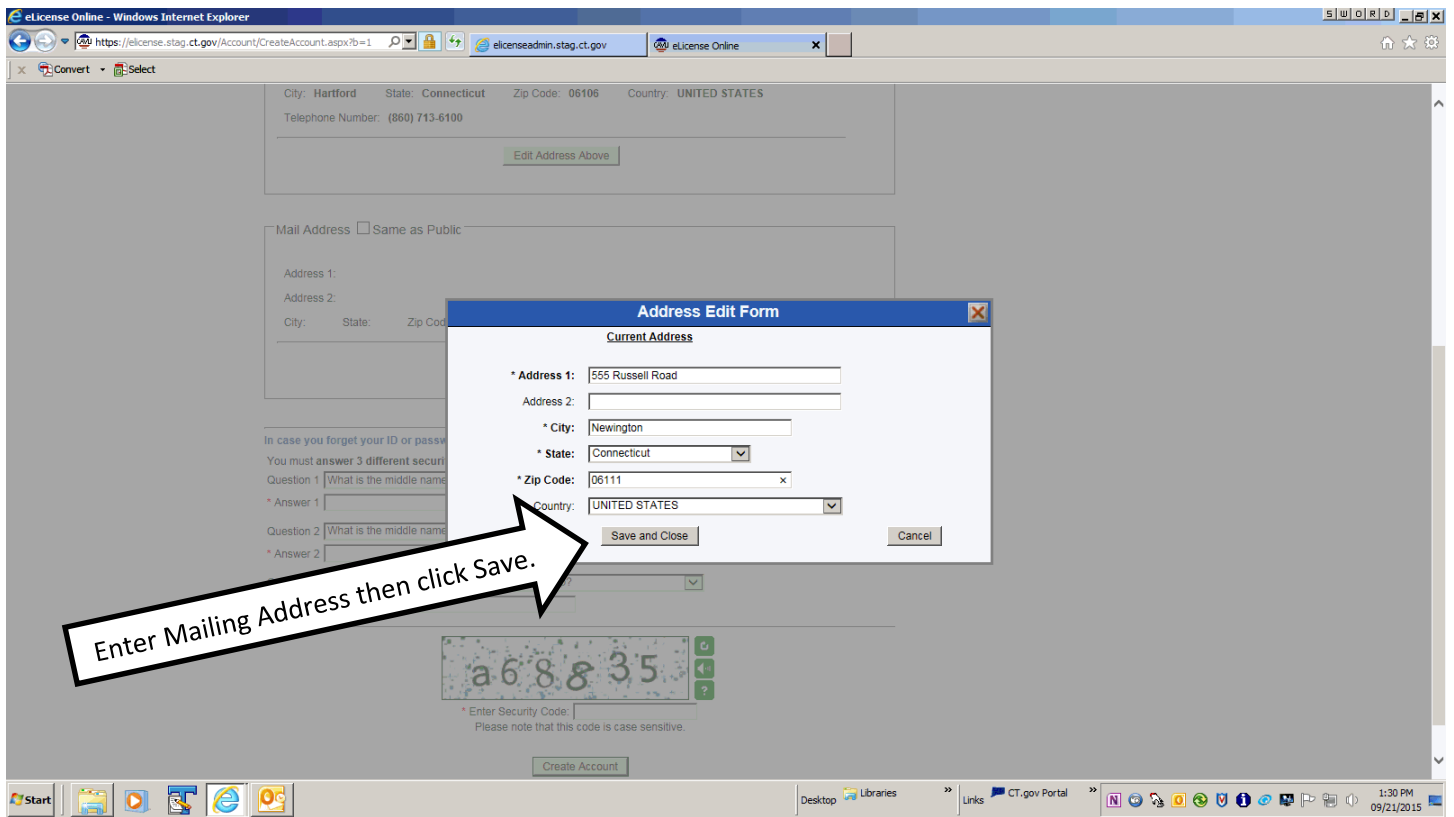 eLicense Online - Windows Internet Explorer
S W O R D
https://elicense.stag.ct.gov/Account/CreateAccount.aspx?b=1
elicenseadmin.stag.ct.gov
eLicense Online
x Convert Select
City: Hartford State: Connecticut Zip Code: 06106 Country: UNITED STATES
Telephone Number: (860) 713-6100
Edit Address Above
Mail Address Same as Public
Address 1:
Address 2:
City: State: Zip Cod
Address Edit Form
Current Address
* Address 1: 555 Russell Road
Address 2:
* City: Newington
* State: Connecticut
* Zip Code: 06111 ×
Country: UNITED STATES
Save and Close Cancel
In case you forget your ID or passw
You must answer 3 different securi
Question 1 What is the middle name
* Answer 1
Question 2 What is the middle name
* Answer 2
Enter Mailing Address then click Save.
a68835
* Enter Security Code:
Please note that this code is case sensitive.
Create Account
Start
Desktop Libraries » Links CT.gov Portal »
1:30 PM
09/21/2015